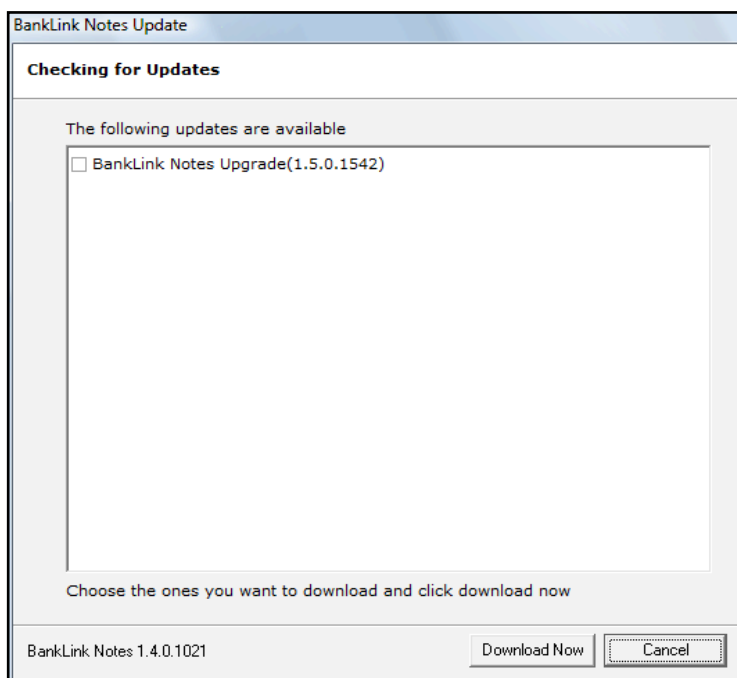 BankLink Notes Update
Checking for Updates
The following updates are available
BankLink Notes Upgrade(1.5.0.1542)
Choose the ones you want to download and click download now
BankLink Notes 1.4.0.1021
Download Now
Cancel